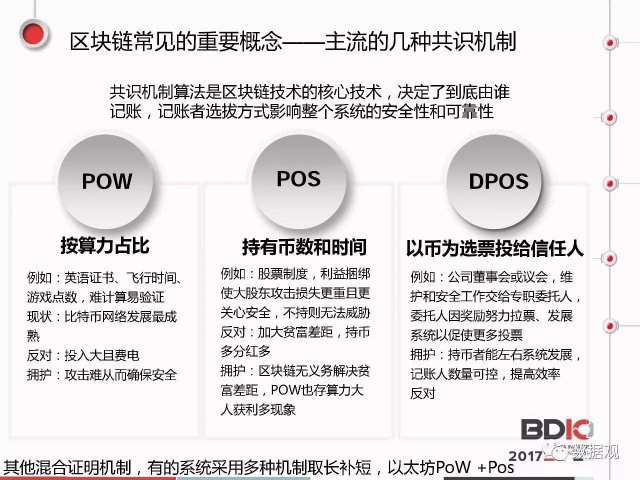 区块链常见的重要概念——主流的几种共识机制
共识机制算法是区块链技术的核心技术，决定了到底由谁
记账，记账者选拔方式影响整个系统的安全性和可靠性
POW
按算力占比
例如：英语证书、飞行时间、
游戏点数，难计算易验证
现状：比特币网络发展最成
熟
反对：投入大且费电
拥护：攻击难从而确保安全
POS
持有币数和时间
例如：股票制度，利益捆绑
使大股东攻击损失更重且更
关心安全，不持则无法威胁
反对：加大贫富差距，持币
多分红多
拥护：区块链无义务解决贫
富差距，POW也存算力大
人获利多现象
DPOS
以币为选票投给信任人
例如：公司董事会或议会，维
护和安全工作交给专职委托人，
委托人因奖励努力拉票、发展
系统以促使更多投票
拥护：持币者能左右系统发展，
记账人数量可控，提高效率
反对
2017
数据观
其他混合证明机制，有的系统采用多种机制取长补短，以太坊PoW +Pos